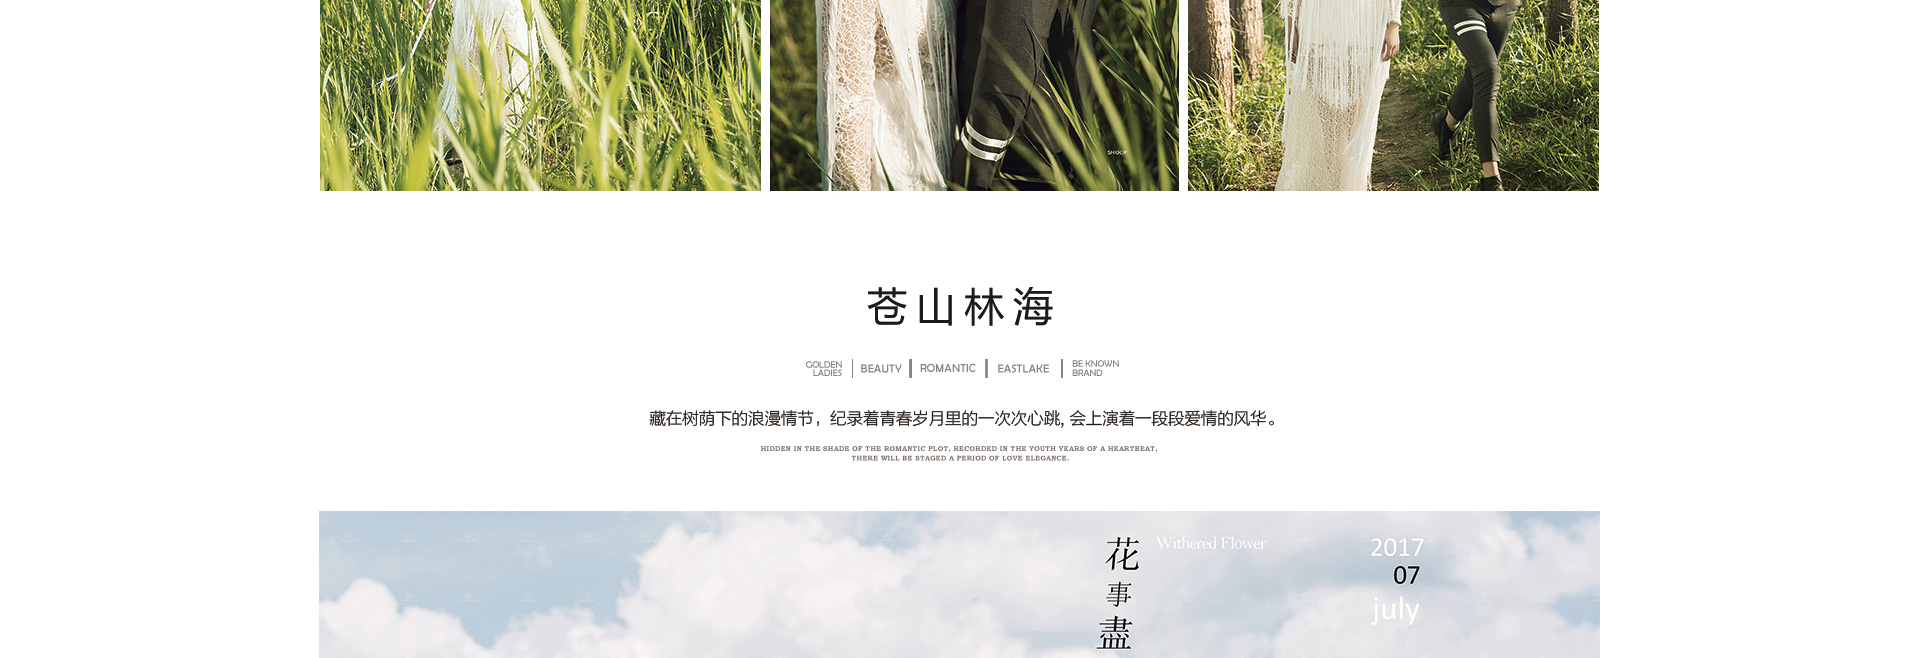 SHOOP
苍山林海
GOLDEN LADIES
BEAUTY
ROMANTIC
EASTLAKE
BE KNOWN BRAND
藏在树荫下的浪漫情节，纪录着青春岁月里的一次次心跳, 会上演着一段段爱情的风华。
HIDDEN IN THE SHADE OF THE ROMANTIC PLOT, RECORDED IN THE YOUTH YEARS OF A HEARTBEAT,
THERE WILL BE STAGED A PERIOD OF LOVE ELEGANCE.
花事盡
Withered Flower
2017
07
july